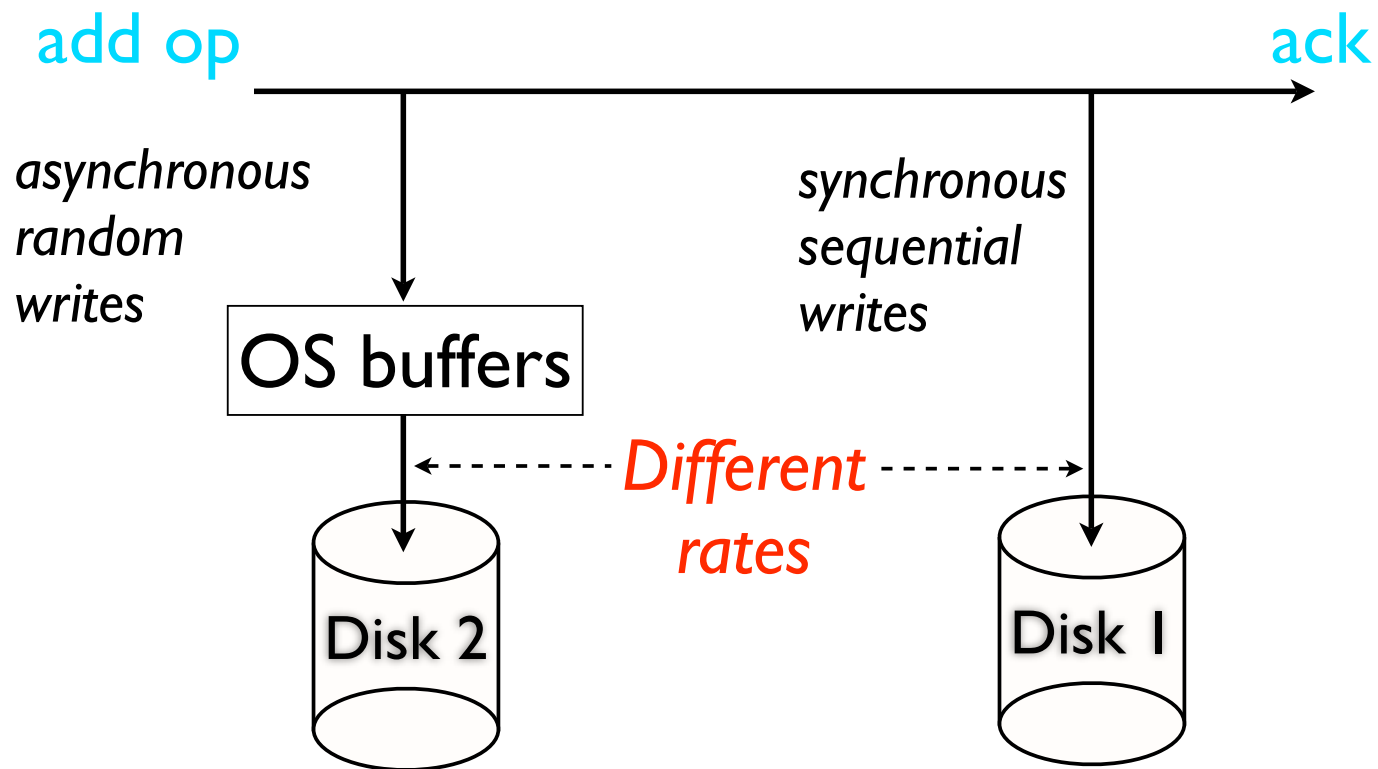 add op
ack
asynchronous
random
writes
synchronous
sequential
writes
OS buffers
Different
rates
Disk 2
Disk 1